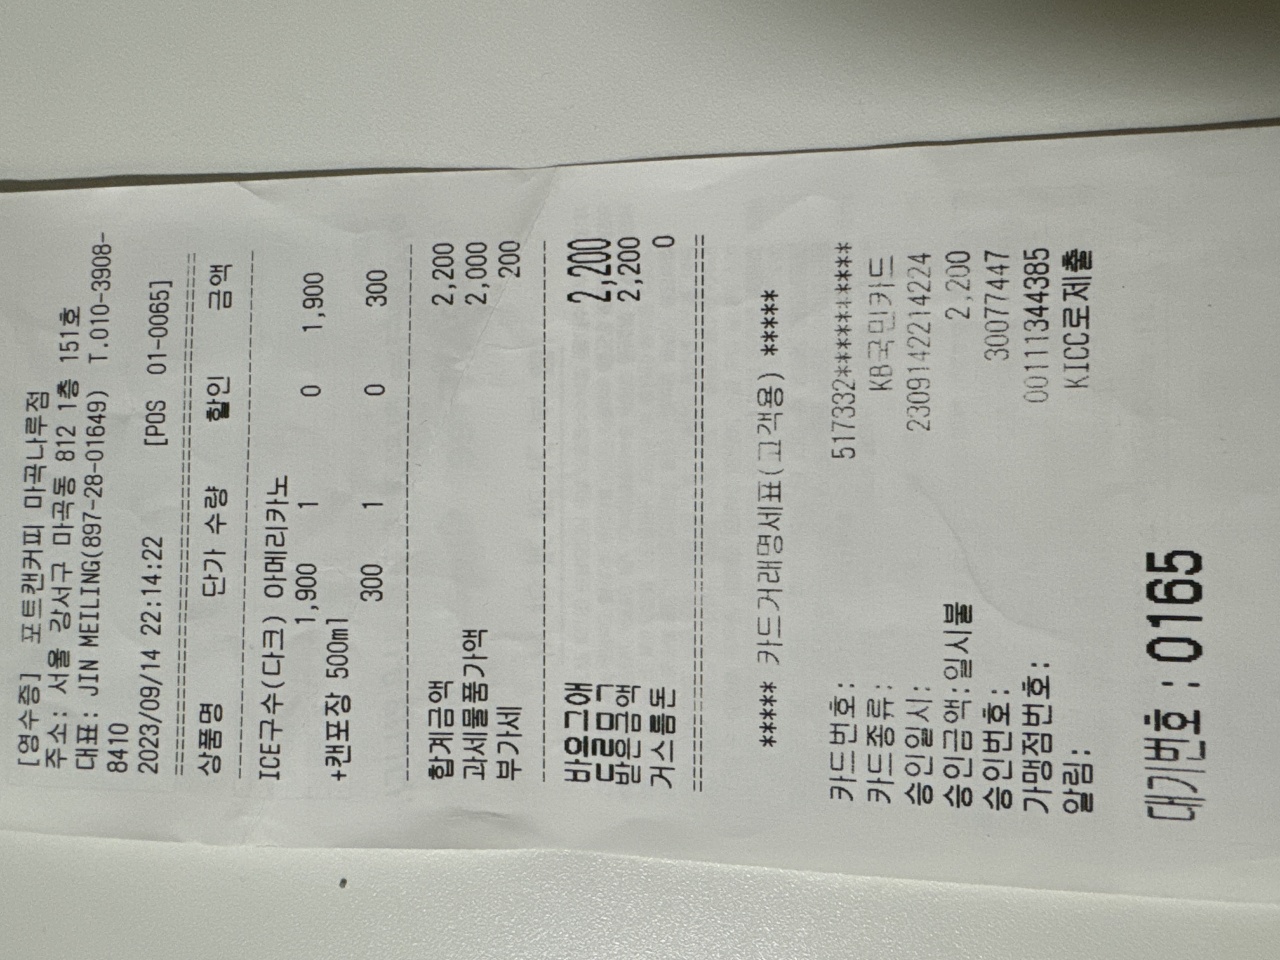 [영수증] 포트캔커피 마곡나루점
주소: 서울 강서구 마곡동 812 1층 151호
대표: JIN MEILING(897-28-01649) T.010-3908-
8410
2023/09/14 22:14:22 [POS 01-0065]
상품명 단가 수량 할인 금액
ICE구수(다크) 아메리카노
1,900 1 0 1,900
+캔포장 500ml
300 1 0 300
합계금액 2,200
과세물품가액 2,000
부가세 200
2,200
받은금액 2,200
거스름돈 0
***** 카드거래명세표(고객용) *****
카드번호: 517332**********
카드종류: KB국민카드
승인일시: 230914221４224
승인금액:일시불 2,200
승인번호: 30077447
가맹점번호: 00111344385
알림: KICC로제출
대기번호 : 0165